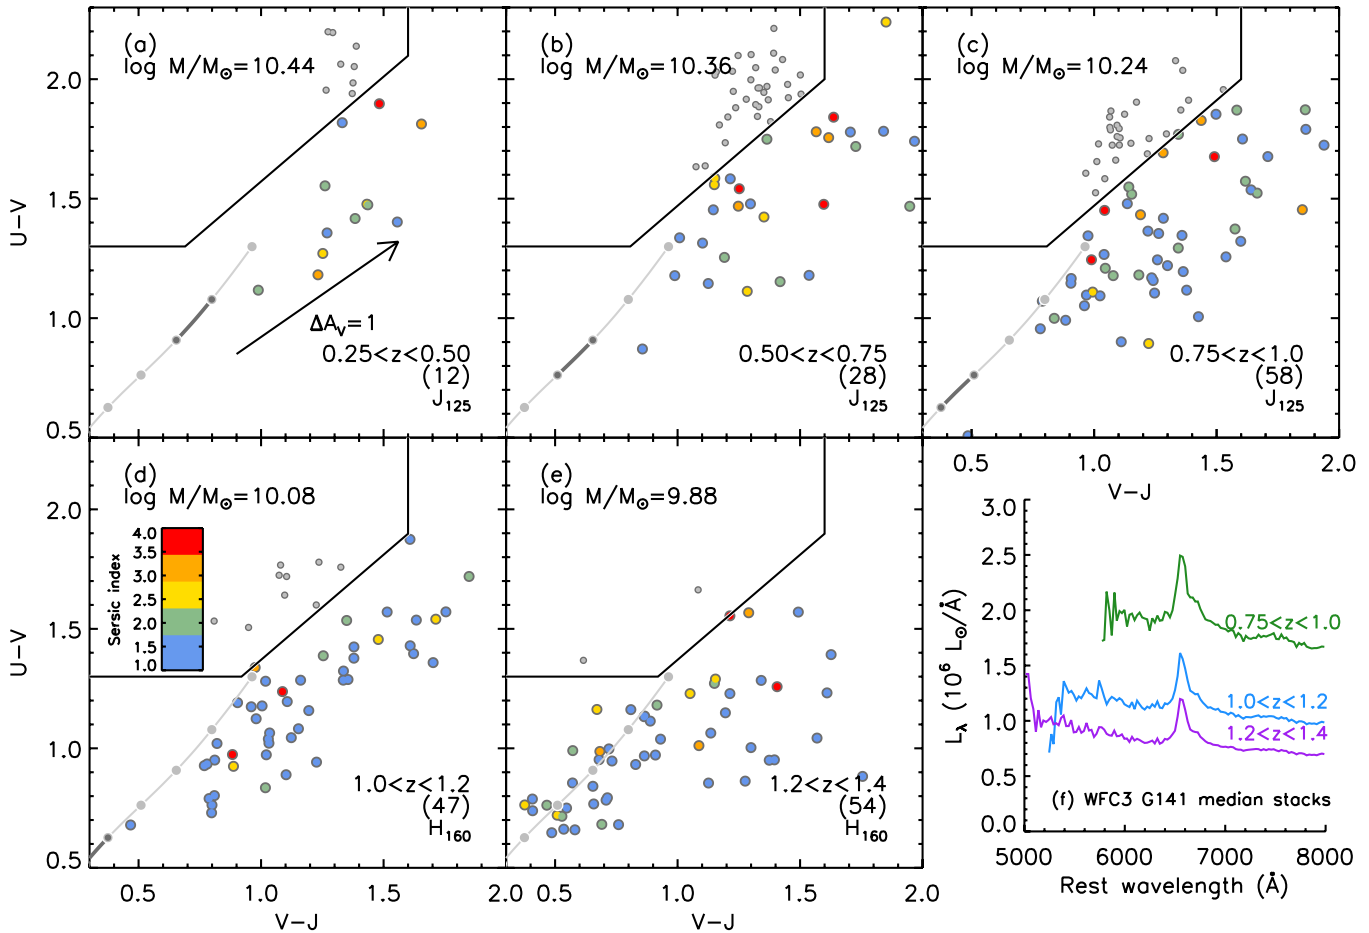 (a)
log M/M⊙=10.44
ΔAV=1
0.25<z<0.50
(12)
J125
(b)
log M/M⊙=10.36
0.50<z<0.75
(28)
J125
(c)
log M/M⊙=10.24
0.75<z<1.0
(58)
J125
U-V
2.0
1.5
1.0
0.5
0.5 1.0 1.5 2.0
V-J
(d)
log M/M⊙=10.08
Sersic index
4.0
3.5
3.0
2.5
2.0
1.5
1.0
1.0<z<1.2
(47)
H160
(e)
log M/M⊙=9.88
1.2<z<1.4
(54)
H160
U-V
2.0
1.5
1.0
0.5
0.5 1.0 1.5 2.0
V-J
0.5 1.0 1.5 2.0
V-J
Lλ (10⁶ L⊙/Å)
3.0
2.5
2.0
1.5
1.0
0.5
0.0
0.75<z<1.0
1.0<z<1.2
1.2<z<1.4
(f) WFC3 G141 median stacks
5000 6000 7000 8000
Rest wavelength (Å)